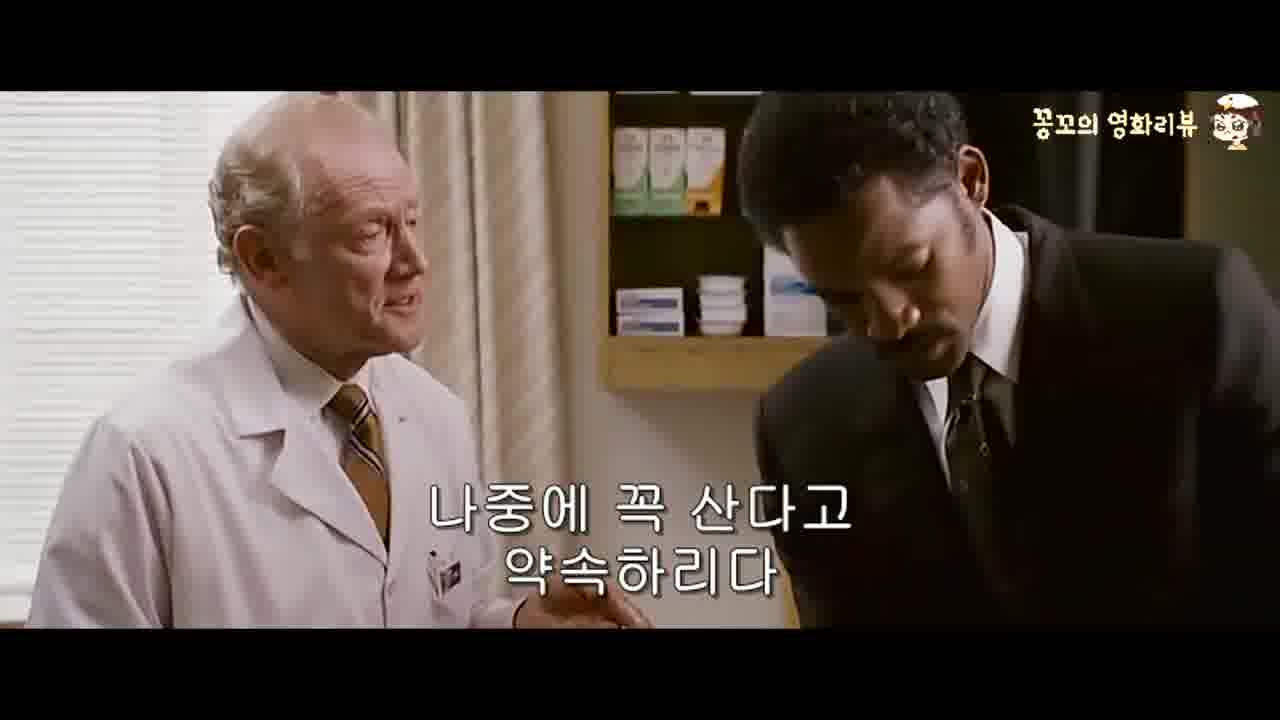 꽁꼬의 영화리뷰
나중에 꼭 산다고
약속하리다